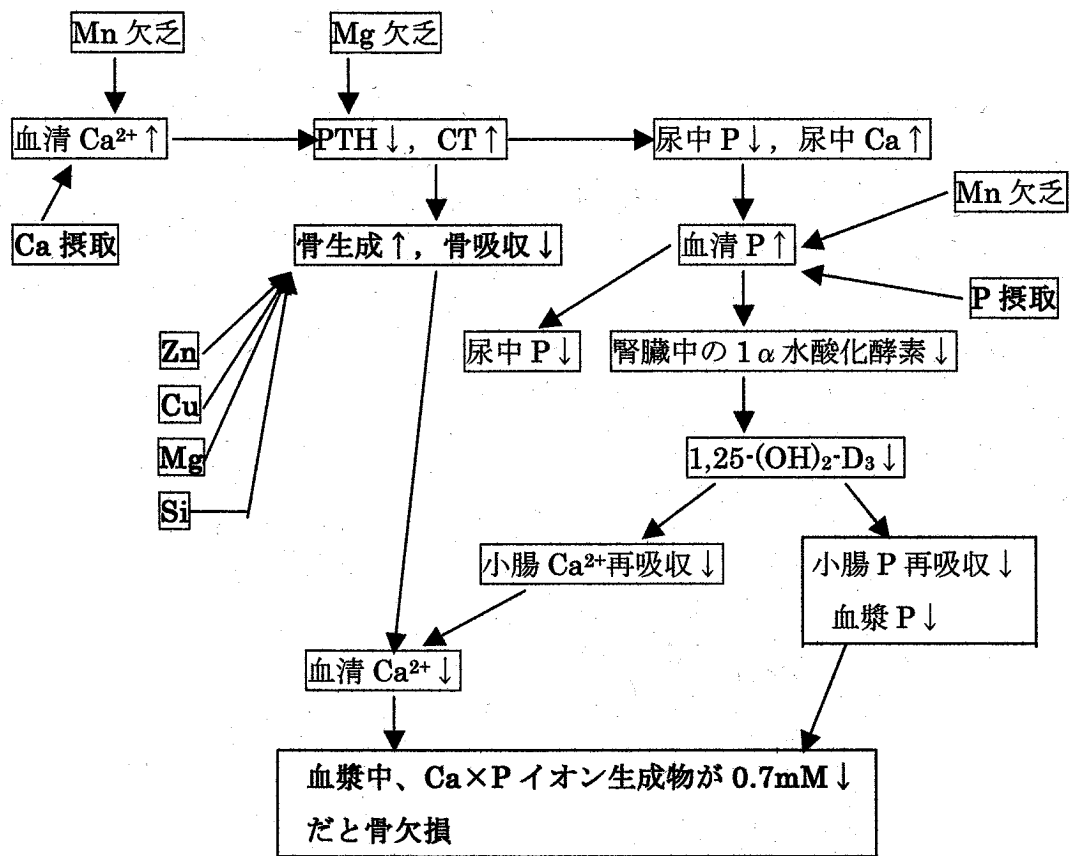 Mn 欠乏
Mg 欠乏
血清 Ca²⁺↑
PTH↓, CT↑
尿中 P↓, 尿中 Ca↑
Mn 欠乏
Ca 摂取
骨生成↑, 骨吸収↓
血清 P↑
P 摂取
Zn
尿中 P↓
腎臓中の 1α 水酸化酵素↓
Cu
Mg
1,25-(OH)₂-D₃↓
Si
小腸 Ca²⁺再吸収↓
小腸 P 再吸収↓
血漿 P↓
血清 Ca²⁺↓
血漿中、Ca×P イオン生成物が 0.7mM↓
だと骨欠損